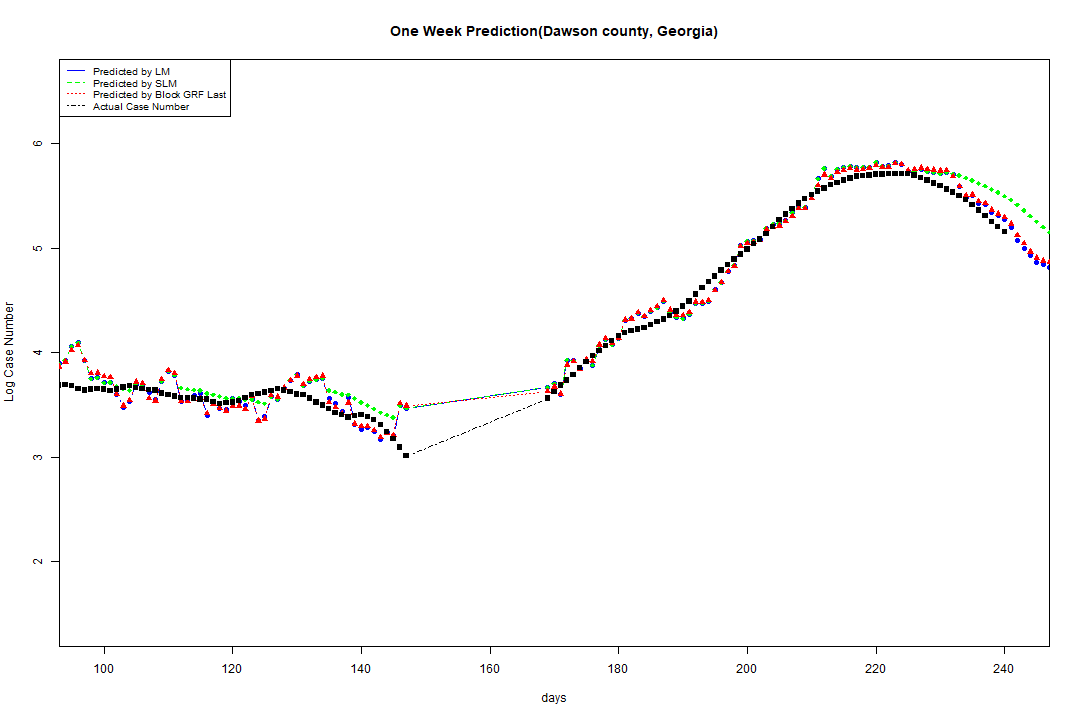 One Week Prediction(Dawson county, Georgia)
Predicted by LM
Predicted by SLM
Predicted by Block GRF Last
Actual Case Number
6
5
4
3
2
Log Case Number
100 120 140 160 180 200 220 240
days